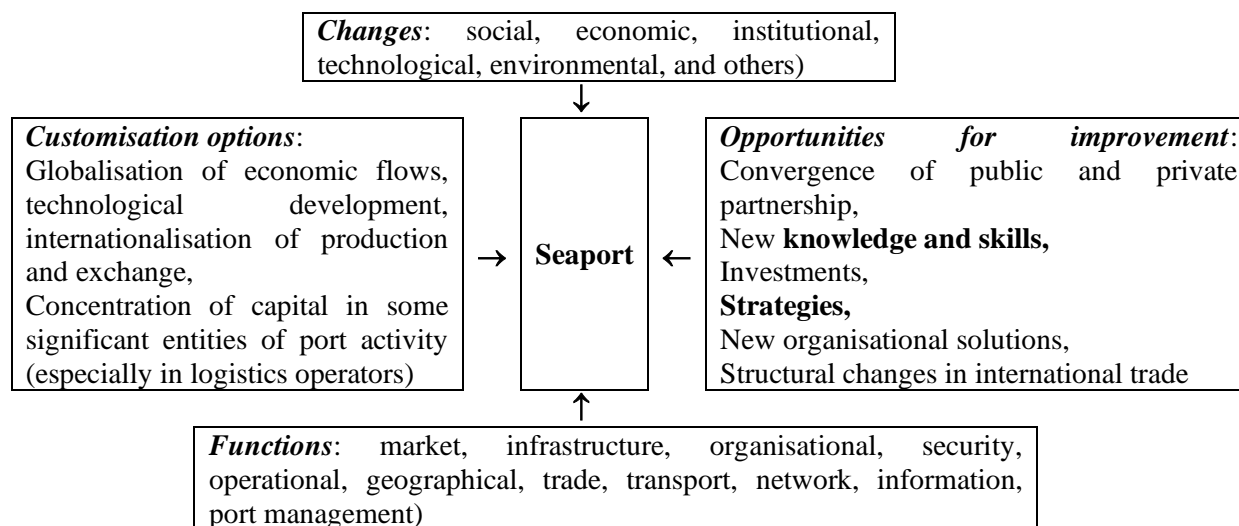 Changes: social, economic, institutional,
technological, environmental, and others)
↓
Customisation options:
Globalisation of economic flows,
technological development,
internationalisation of production
and exchange,
Concentration of capital in some
significant entities of port activity
(especially in logistics operators)
→
Seaport
←
Opportunities for improvement:
Convergence of public and private
partnership,
New knowledge and skills,
Investments,
Strategies,
New organisational solutions,
Structural changes in international trade
↑
Functions: market, infrastructure, organisational, security,
operational, geographical, trade, transport, network, information,
port management)